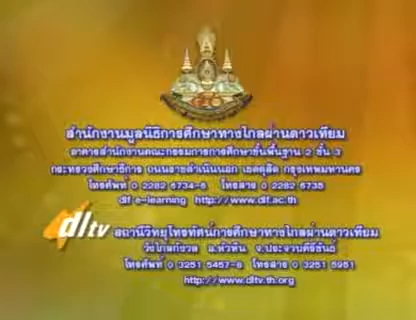 สำนักงานมูลนิธิการศึกษาทางไกลผ่านดาวเทียม
อาคารสำนักงานคณะกรรมการการศึกษาขั้นพื้นฐาน 2 ชั้น 3
กระทรวงศึกษาธิการ ถนนราชดำเนินนอก เขตดุสิต กรุงเทพมหานคร
โทรศัพท์ 0 2282 6734-5 โทรสาร 0 2282 6735
dlf e-learning http://www.dlf.ac.th
dltv สถานีวิทยุโทรทัศน์การศึกษาทางไกลผ่านดาวเทียม
วังไกลกังวล อ.หัวหิน จ.ประจวบคีรีขันธ์
โทรศัพท์ 0 3251 5457-8 โทรสาร 0 3251 5951
http://www.dltv.th.org